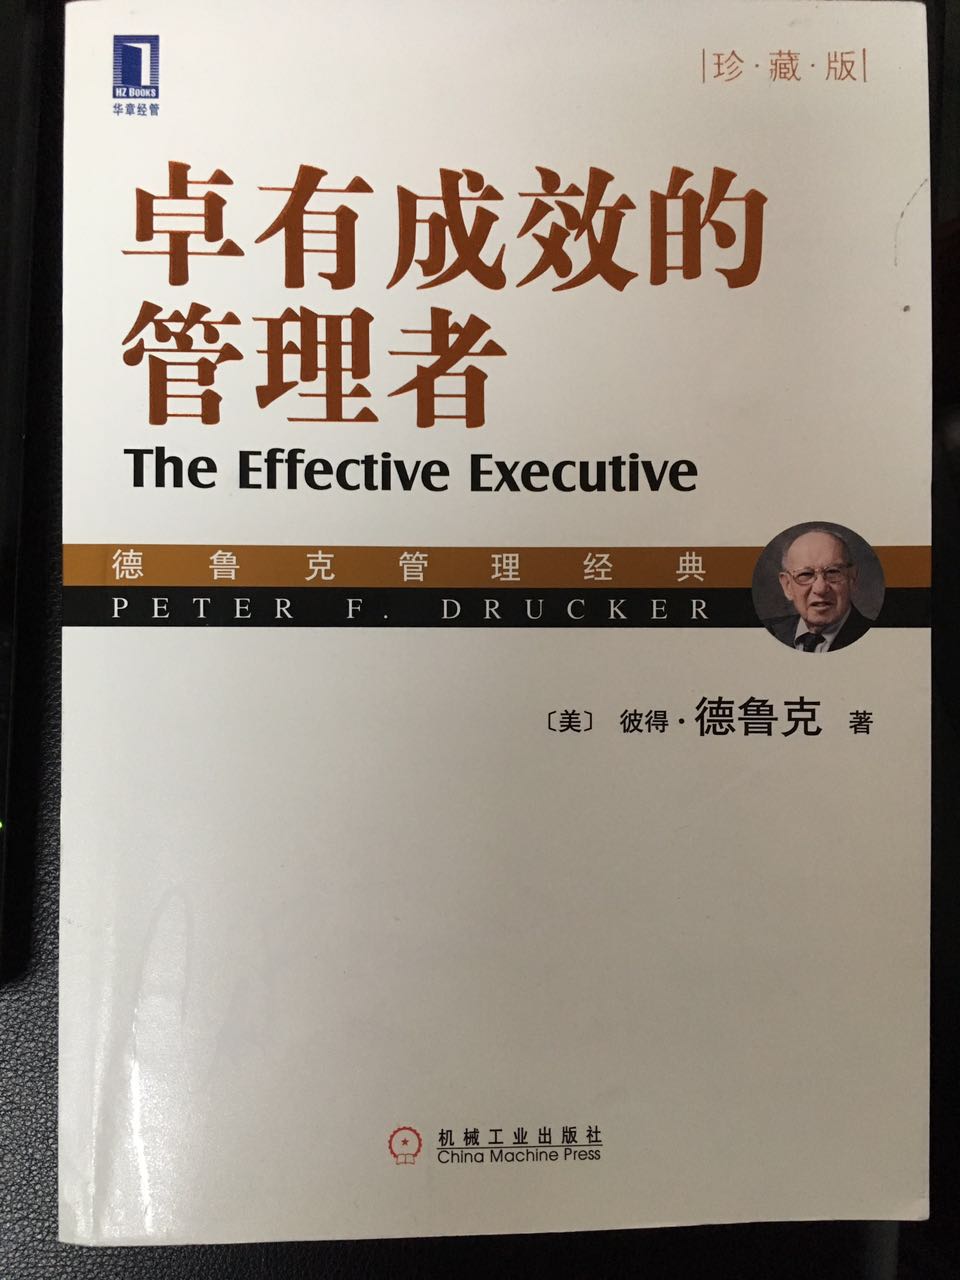 HZ BOOKS
华章经管
珍·藏·版
卓有成效的
管理者
The Effective Executive
德鲁克管理经典
PETER F. DRUCKER
〔美〕 彼得·德鲁克 著
机械工业出版社
China Machine Press